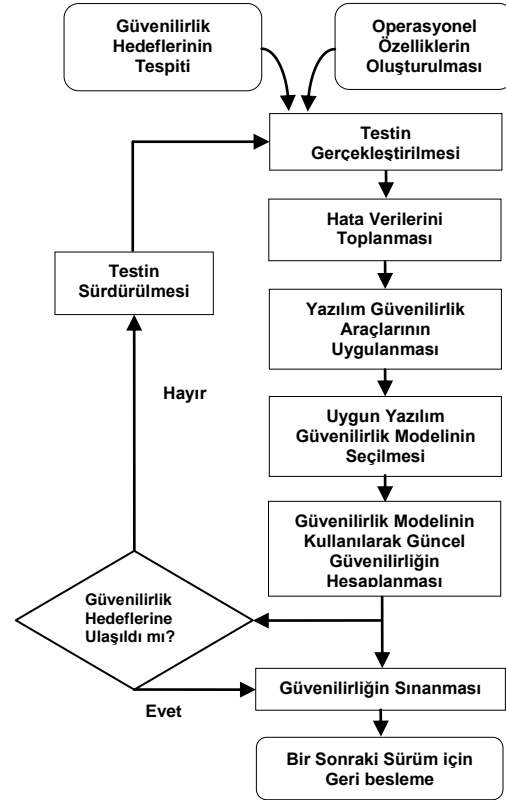 Güvenilirlik
Hedeflerinin
Tespiti
Operasyonel
Özelliklerin
Oluşturulması
Testin
Gerçekleştirilmesi
Hata Verilerini
Toplanması
Testin
Sürdürülmesi
Yazılım Güvenilirlik
Araçlarının
Uygulanması
Hayır
Uygun Yazılım
Güvenilirlik Modelinin
Seçilmesi
Güvenilirlik Modelinin
Kullanılarak Güncel
Güvenilirliğin
Hesaplanması
Güvenilirlik
Hedeflerine
Ulaşıldı mı?
Güvenilirliğin Sınanması
Evet
Bir Sonraki Sürüm için
Geri besleme